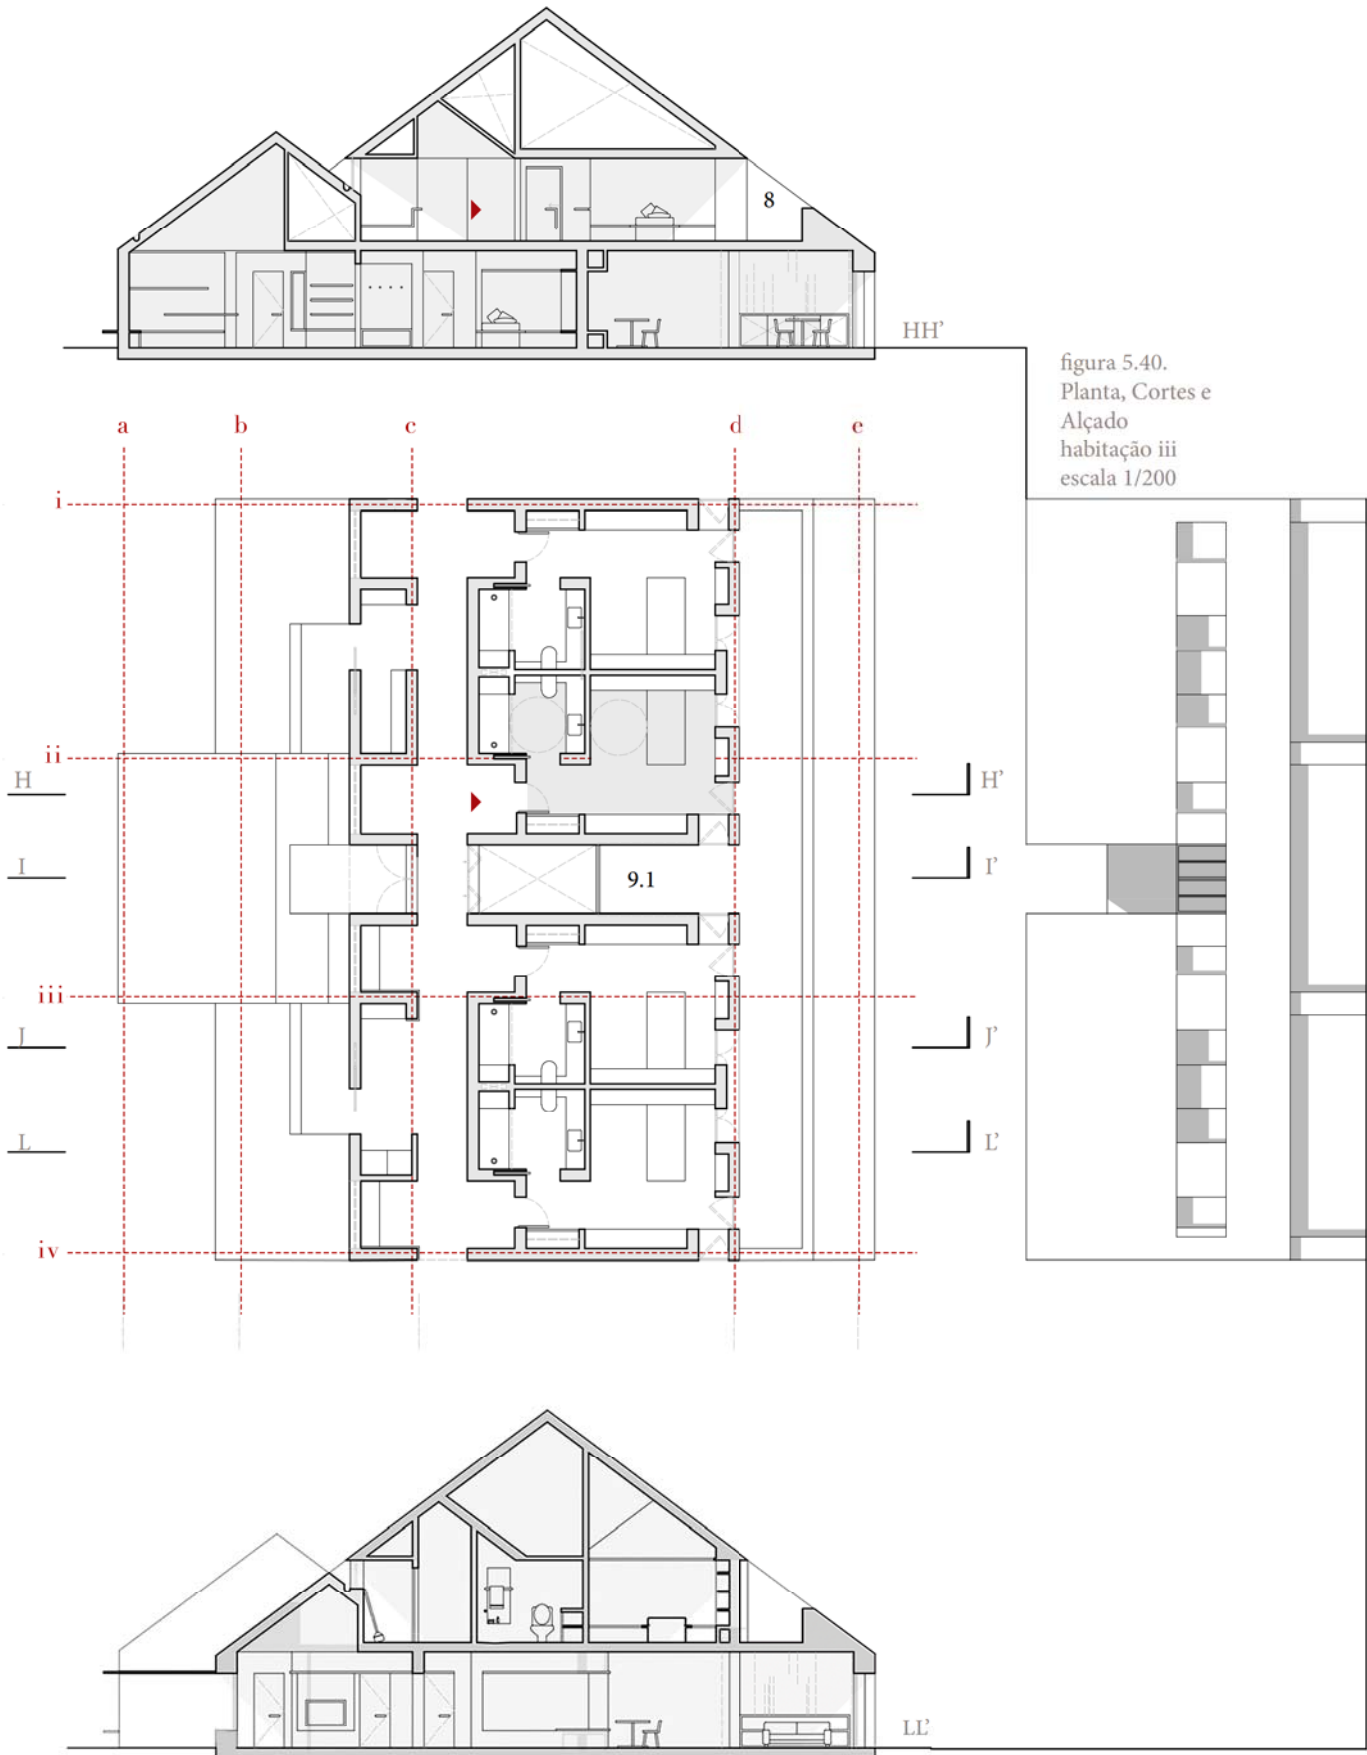 8
HH'
figura 5.40.
Planta, Cortes e
Alçado
habitação iii
escala 1/200
a b c d e
i
ii
H H'
I 9.1 I'
iii
J J'
L L'
iv
LL'